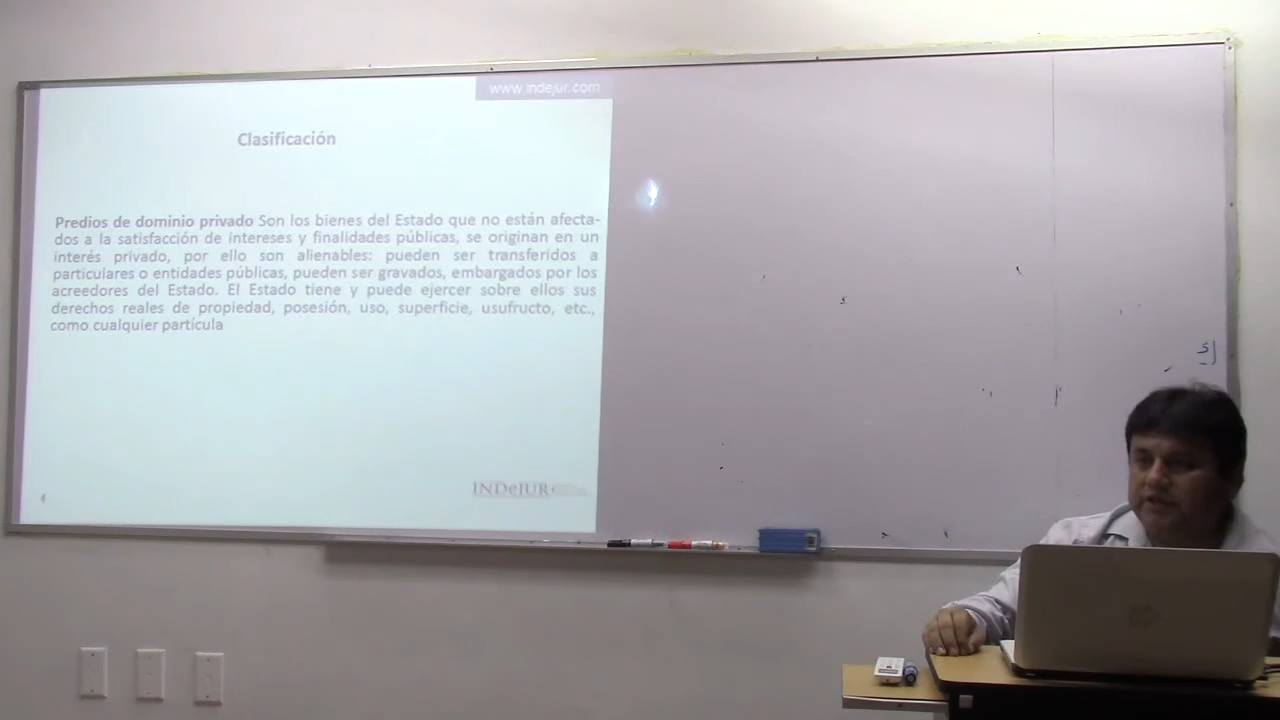 www.indejur.com
Clasificación
Predios de dominio privado Son los bienes del Estado que no están afecta-
dos a la satisfacción de intereses y finalidades públicas, se originan en un
interés privado, por ello son alienables: pueden ser transferidos a
particulares o entidades públicas, pueden ser gravados, embargados por los
acreedores del Estado. El Estado tiene y puede ejercer sobre ellos sus
derechos reales de propiedad, posesión, uso, superficie, usufructo, etc.,
como cualquier partícula
INDeJUR
4